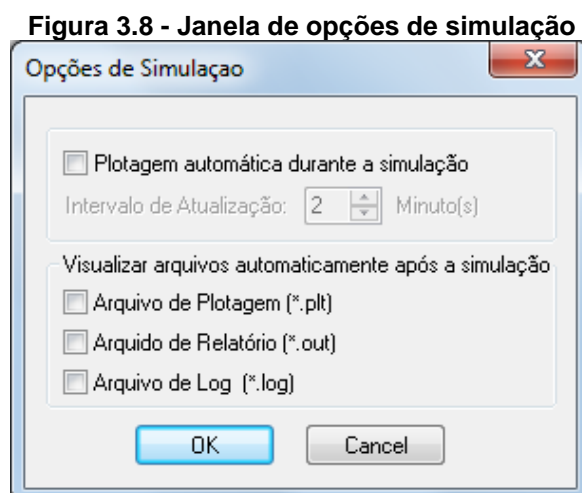 Figura 3.8 - Janela de opções de simulação
Opções de Simulaçao
Plotagem automática durante a simulação
Intervalo de Atualização: 2 Minuto(s)
Visualizar arquivos automaticamente após a simulação
Arquivo de Plotagem (*.plt)
Arquido de Relatório (*.out)
Arquivo de Log (*.log)
OK Cancel